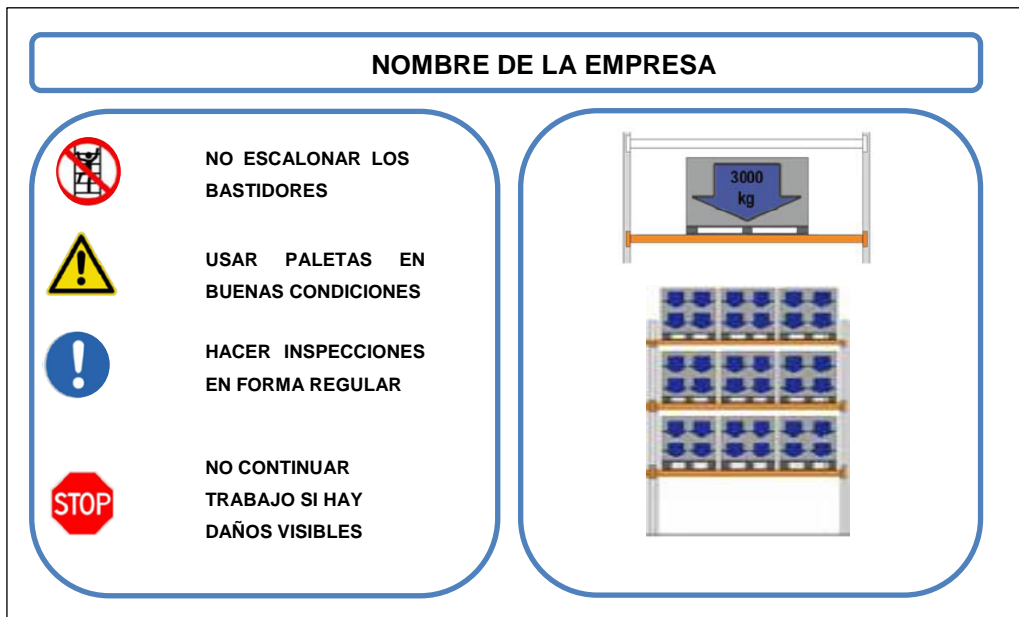 NOMBRE DE LA EMPRESA
NO ESCALONAR LOS
BASTIDORES
USAR PALETAS EN
BUENAS CONDICIONES
HACER INSPECCIONES
EN FORMA REGULAR
STOP
NO CONTINUAR
TRABAJO SI HAY
DAÑOS VISIBLES
3000
kg